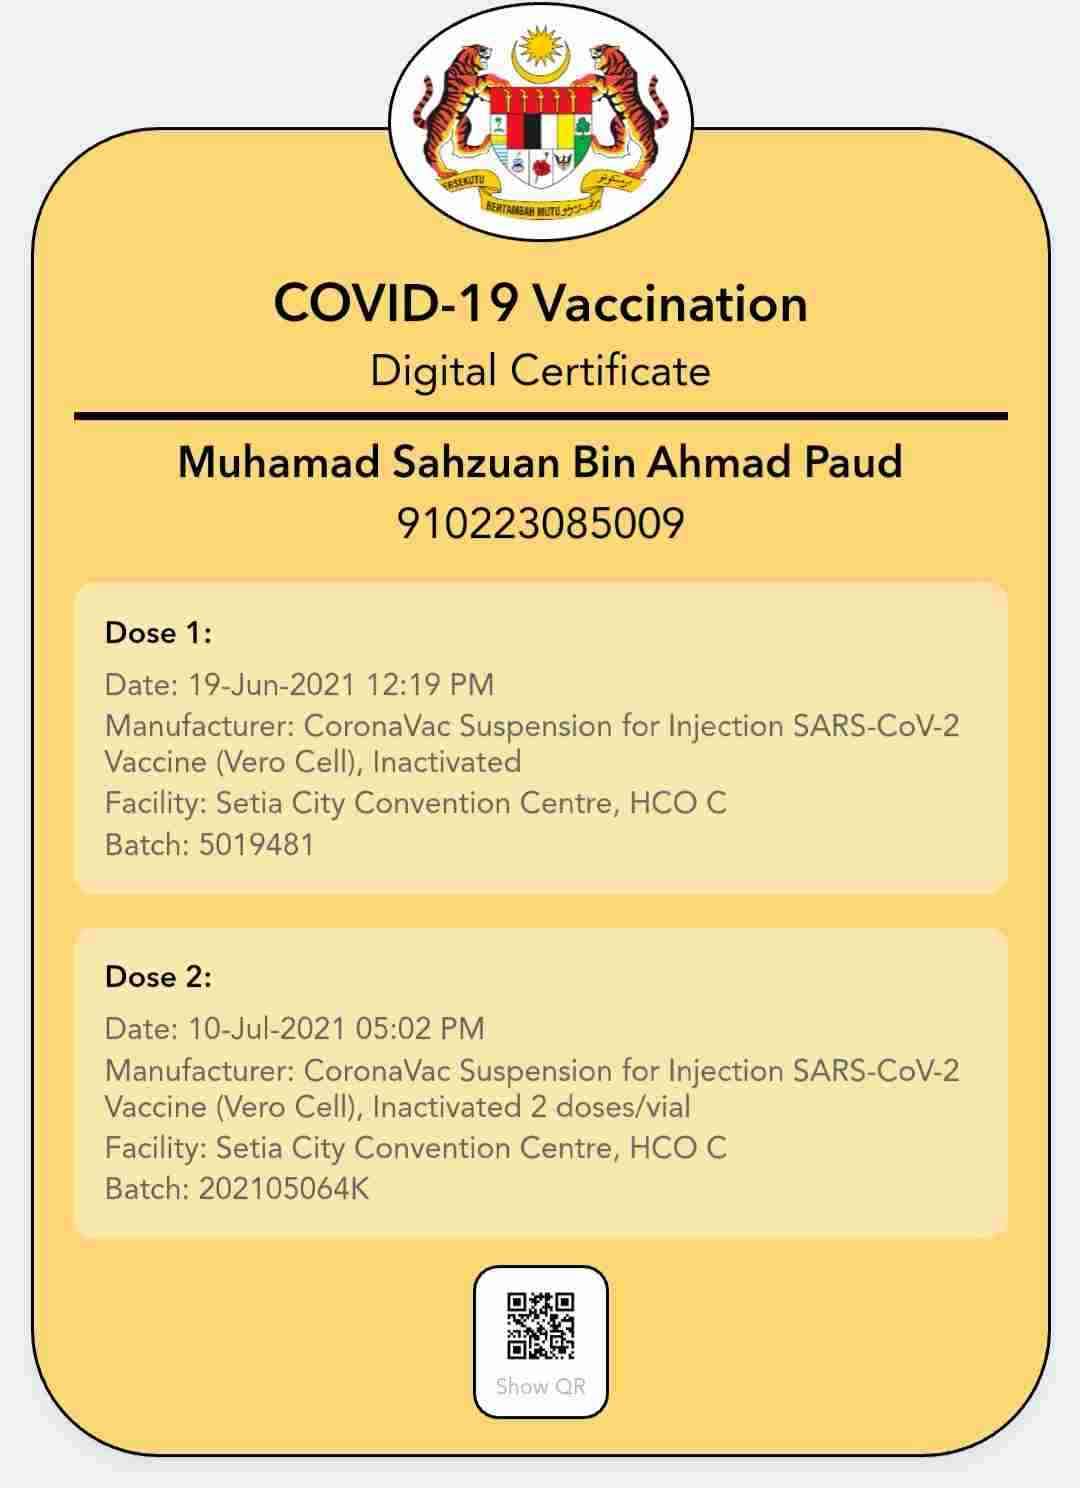 BERSEKUTU
BERTAMBAH MUTU
COVID-19 Vaccination
Digital Certificate
Muhamad Sahzuan Bin Ahmad Paud
910223085009
Dose 1:
Date: 19-Jun-2021 12:19 PM
Manufacturer: CoronaVac Suspension for Injection SARS-CoV-2
Vaccine (Vero Cell), Inactivated
Facility: Setia City Convention Centre, HCO C
Batch: 5019481
Dose 2:
Date: 10-Jul-2021 05:02 PM
Manufacturer: CoronaVac Suspension for Injection SARS-CoV-2
Vaccine (Vero Cell), Inactivated 2 doses/vial
Facility: Setia City Convention Centre, HCO C
Batch: 202105064K
Show QR